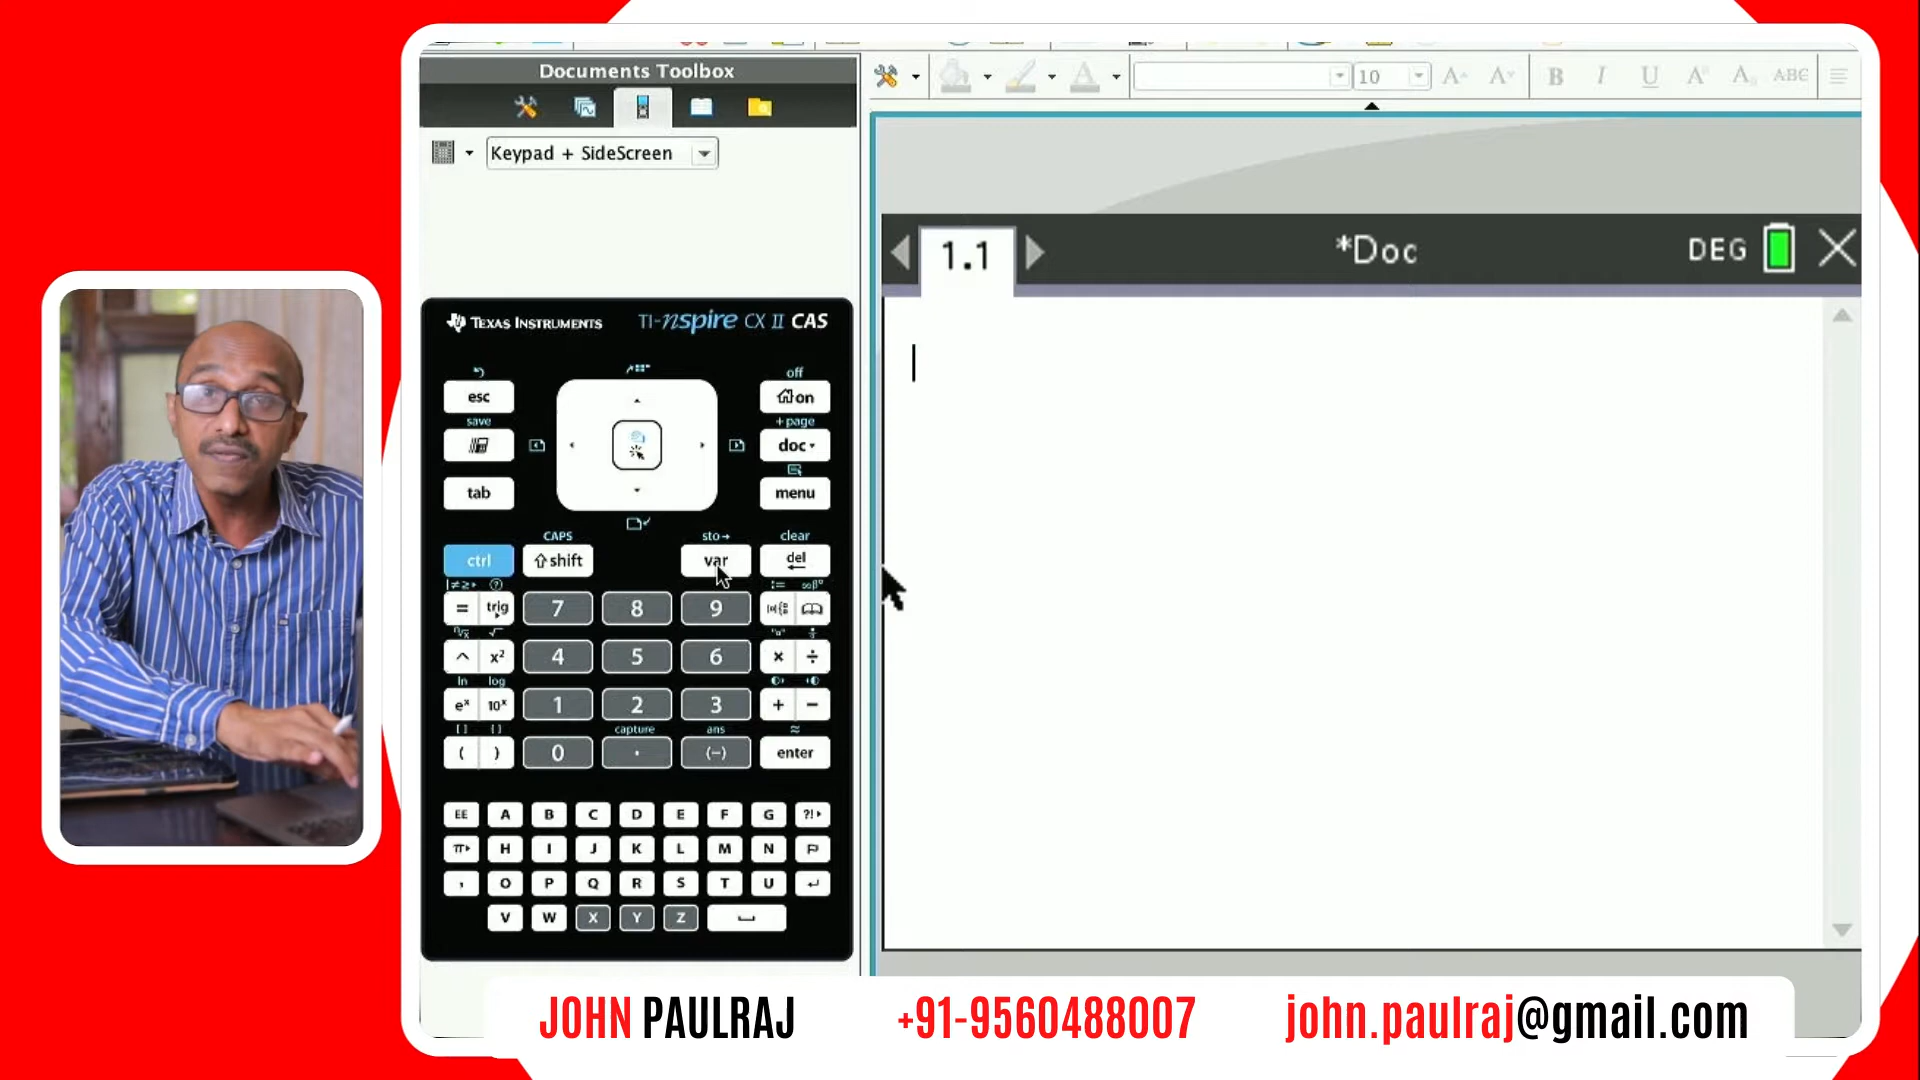 Documents Toolbox
Keypad + SideScreen
10
B I U A A ABC
1.1 *Doc DEG
TEXAS INSTRUMENTS TI-nspire CX II CAS
off
esc on
save + page
doc
tab menu
CAPS sto→ clear
ctrl shift var del
= trig 7 8 9
^ x² 4 5 6 × ÷
ln log
eˣ 10ˣ 1 2 3 + −
[ ] { } capture ans ≈
( ) 0 . (−) enter
EE A B C D E F G ?!▸
π▸ H I J K L M N
, O P Q R S T U
V W X Y Z
JOHN PAULRAJ +91-9560488007 john.paulraj@gmail.com